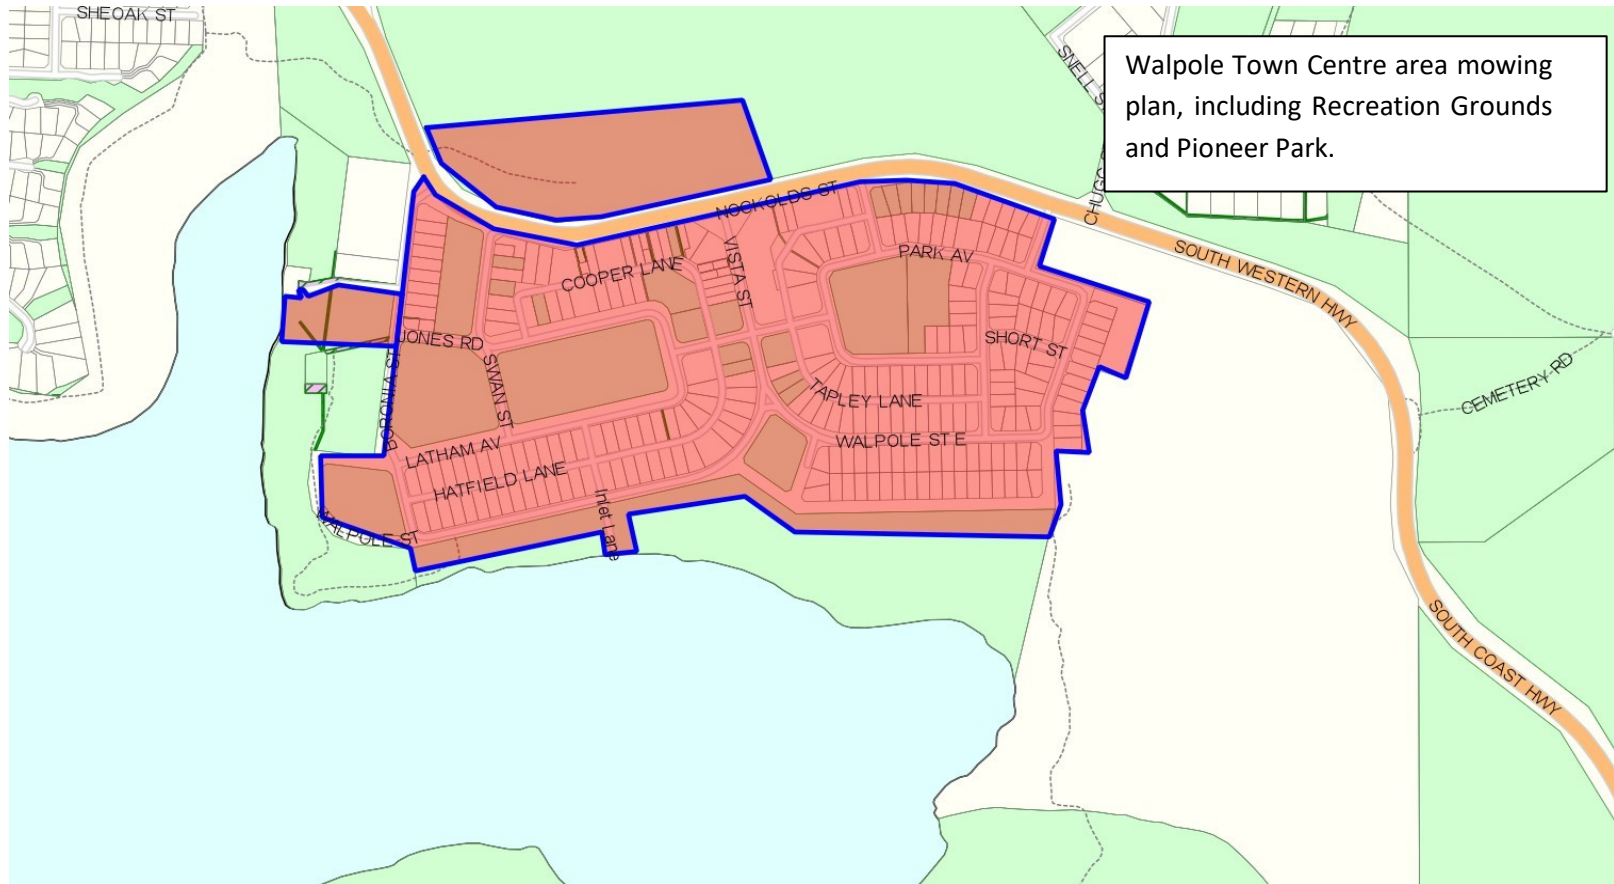 SHEOAK ST
SNELL S
Walpole Town Centre area mowing
plan, including Recreation Grounds
and Pioneer Park.
CHUGG
NOCKOLDS ST
VISTA ST
COOPER LANE
PARK AV
SOUTH WESTERN HWY
JONES RD
SWAN ST
SHORT ST
BORONIA ST
TAPLEY LANE
CEMETERY RD
WALPOLE ST E
LATHAM AV
HATFIELD LANE
Inlet Lane
WALPOLE ST
SOUTH COAST HWY